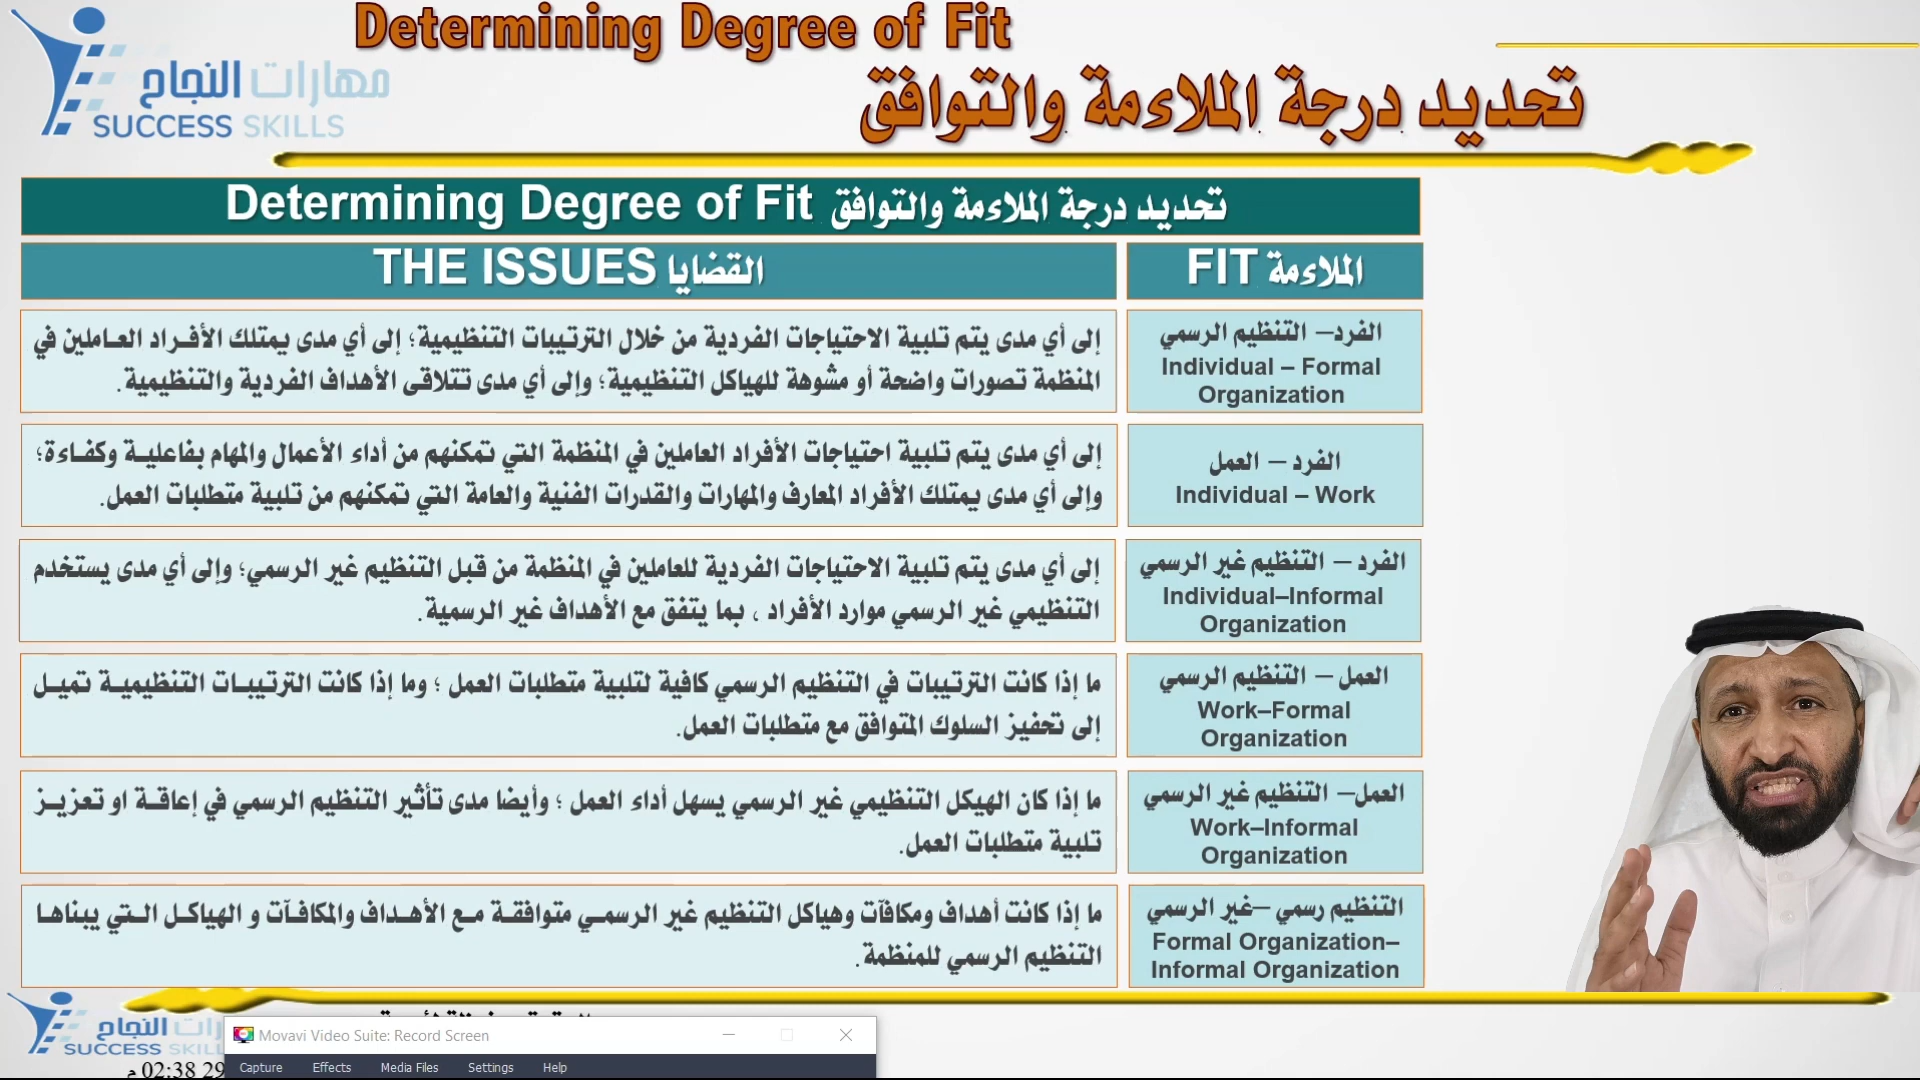 Determining Degree of Fit
تحديد درجة الملاءمة والتوافق
مهارات النجاح
SUCCESS SKILLS
تحديد درجة الملاءمة والتوافق Determining Degree of Fit
الملاءمة FIT
القضايا THE ISSUES
الفرد– التنظيم الرسمي
Individual – Formal
Organization
إلى أي مدى يتم تلبية الاحتياجات الفردية من خلال الترتيبات التنظيمية؛ إلى أي مدى يمتلك الأفراد العاملين في
المنظمة تصورات واضحة أو مشوهة للهياكل التنظيمية؛ وإلى أي مدى تتلاقى الأهداف الفردية والتنظيمية.
الفرد – العمل
Individual – Work
إلى أي مدى يتم تلبية احتياجات الأفراد العاملين في المنظمة التي تمكنهم من أداء الأعمال والمهام بفاعلية وكفاءة؛
وإلى أي مدى يمتلك الأفراد المعارف والمهارات والقدرات الفنية والعامة التي تمكنهم من تلبية متطلبات العمل.
الفرد – التنظيم غير الرسمي
Individual–Informal
Organization
إلى أي مدى يتم تلبية الاحتياجات الفردية للعاملين في المنظمة من قبل التنظيم غير الرسمي؛ وإلى أي مدى يستخدم
التنظيمي غير الرسمي موارد الأفراد ، بما يتفق مع الأهداف غير الرسمية.
العمل – التنظيم الرسمي
Work–Formal
Organization
ما إذا كانت الترتيبات في التنظيم الرسمي كافية لتلبية متطلبات العمل ؛ وما إذا كانت الترتيبات التنظيمية تميل
إلى تحفيز السلوك المتوافق مع متطلبات العمل.
العمل– التنظيم غير الرسمي
Work–Informal
Organization
ما إذا كان الهيكل التنظيمي غير الرسمي يسهل أداء العمل ؛ وأيضا مدى تأثير التنظيم الرسمي في إعاقة او تعزيز
تلبية متطلبات العمل.
التنظيم رسمي –غير الرسمي
Formal Organization–
Informal Organization
ما إذا كانت أهداف ومكافآت وهياكل التنظيم غير الرسمي متوافقة مع الأهداف والمكافآت و الهياكل التي يبناها
التنظيم الرسمي للمنظمة.
النجاح
SUCCESS SKILL
02:38 29
Movavi Video Suite: Record Screen
Capture Effects Media Files Settings Help